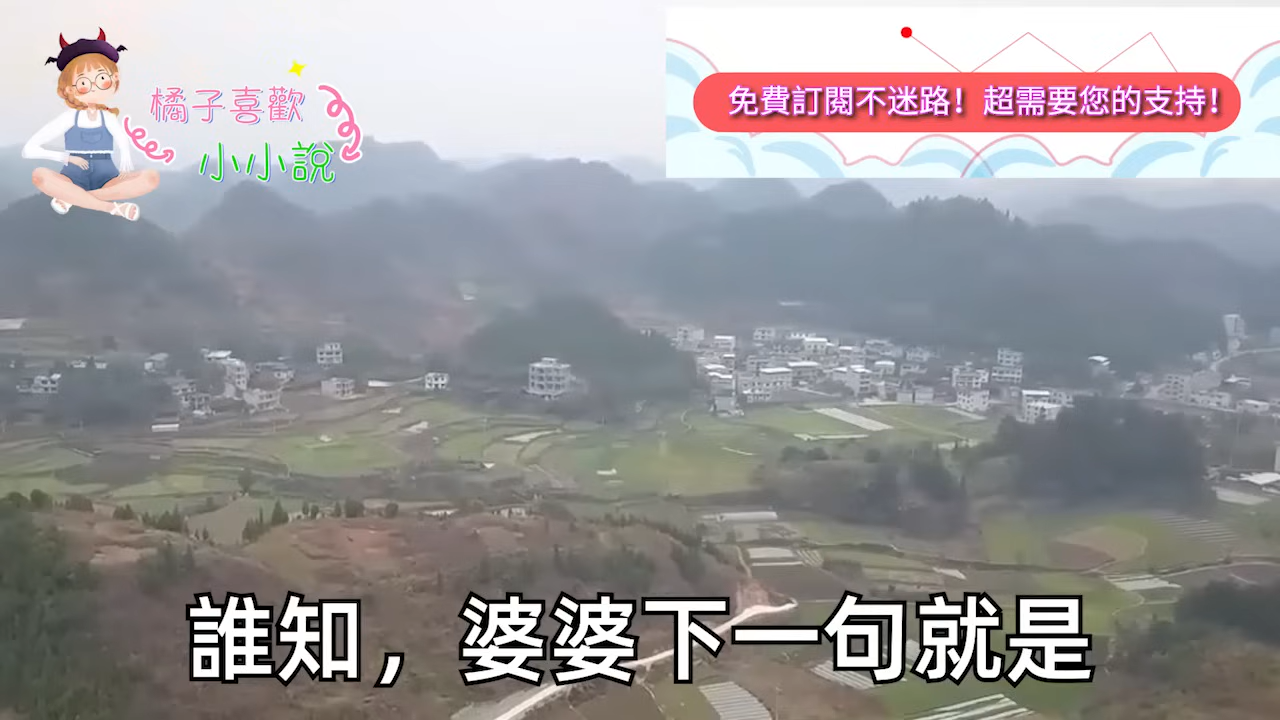 橘子喜歡
小小說
免費訂閱不迷路！超需要您的支持！
誰知，婆婆下一句就是